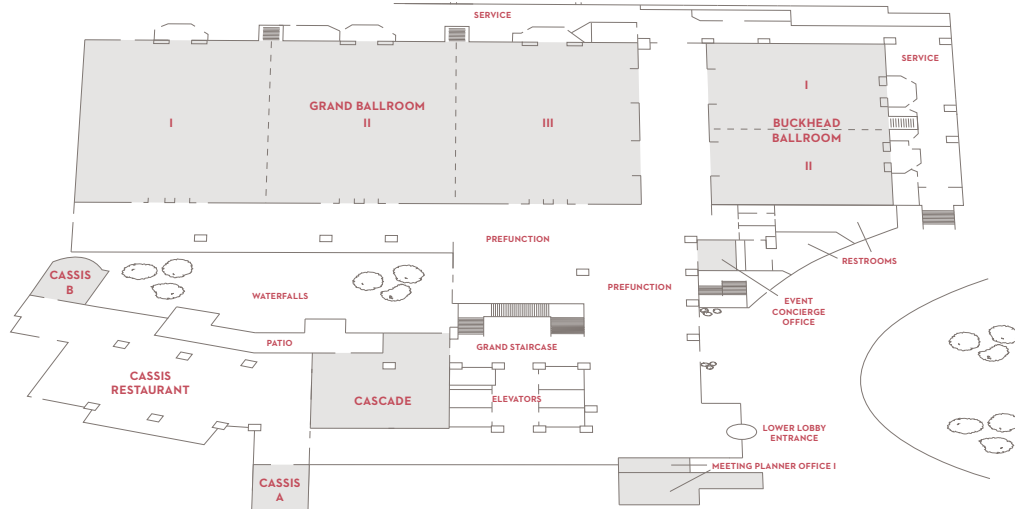 SERVICE
GRAND BALLROOM
I
II
III
I
BUCKHEAD
BALLROOM
II
SERVICE
PREFUNCTION
PREFUNCTION
RESTROOMS
EVENT
CONCIERGE
OFFICE
CASSIS
B
WATERFALLS
PATIO
GRAND STAIRCASE
CASSIS
RESTAURANT
CASCADE
ELEVATORS
LOWER LOBBY
ENTRANCE
MEETING PLANNER OFFICE I
CASSIS
A